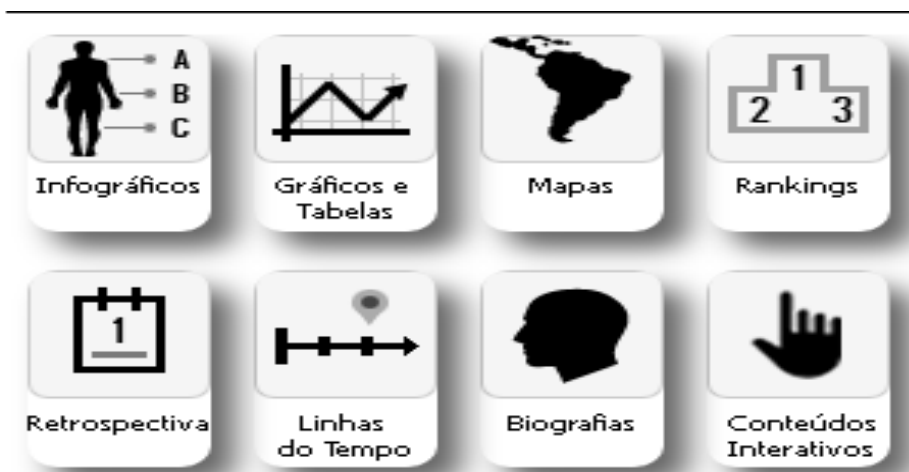 A
B
C
1
2 3
Infográficos
Gráficos e
Tabelas
Mapas
Rankings
1
Retrospectiva
Linhas
do Tempo
Biografias
Conteúdos
Interativos